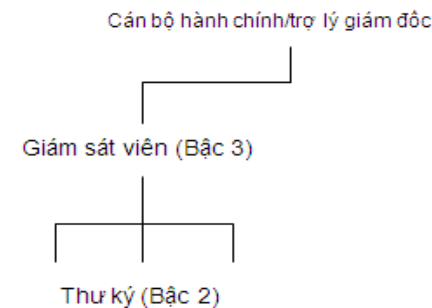 Cán bộ hành chính/trợ lý giám đốc
Giám sát viên (Bậc 3)
Thư ký (Bậc 2)